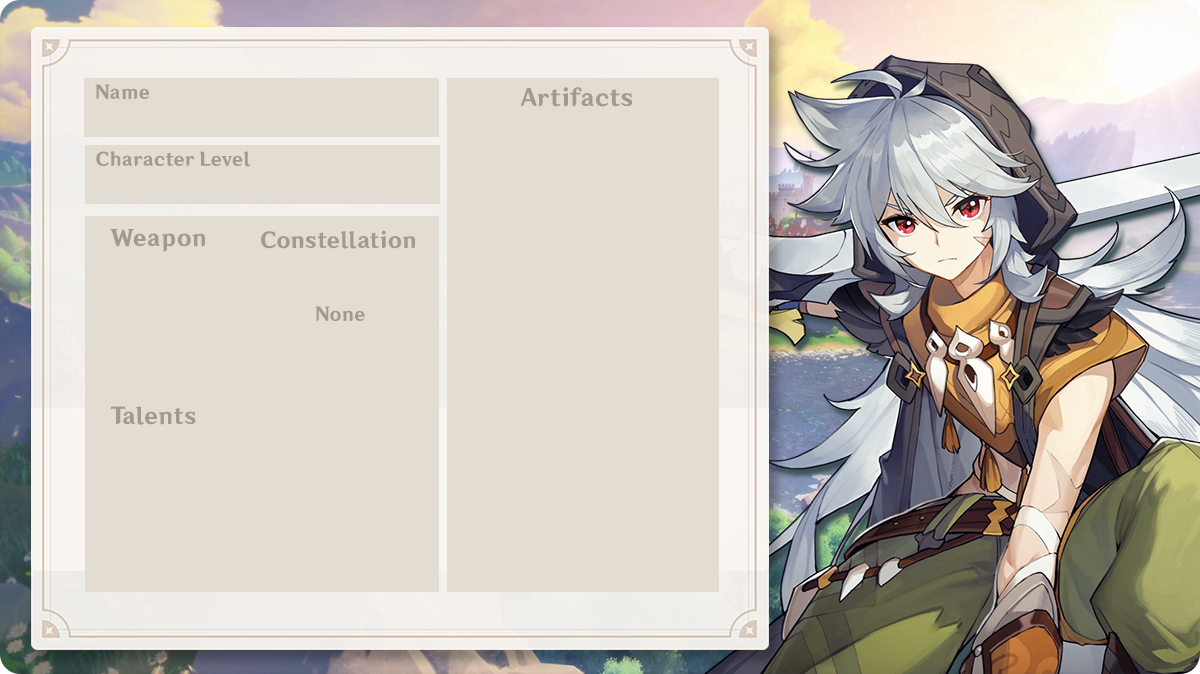 Name
Character Level
Weapon
Constellation
None
Talents
Artifacts